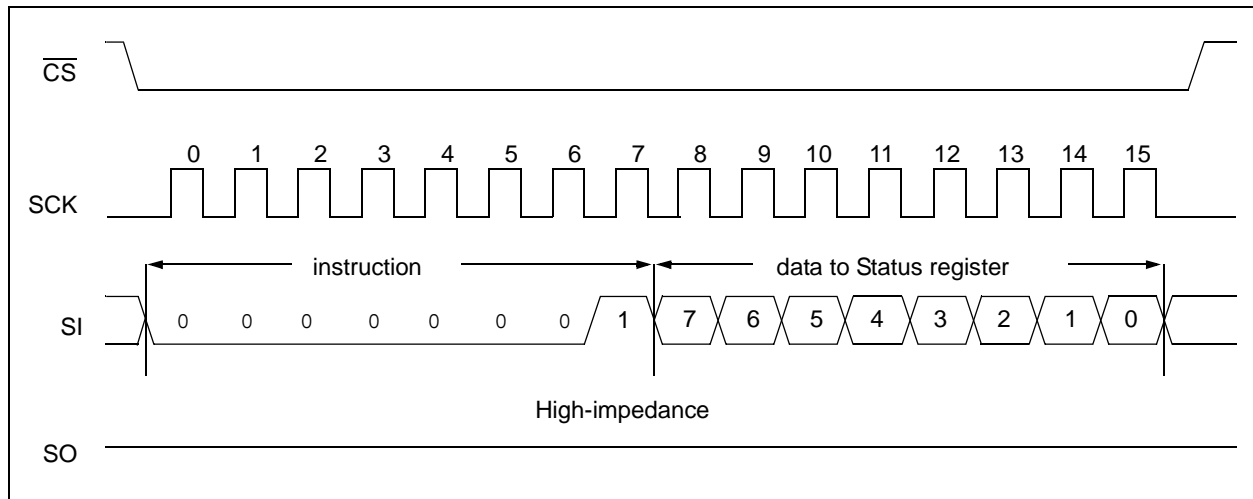 CS
0 1 2 3 4 5 6 7 8 9 10 11 12 13 14 15
SCK
instruction data to Status register
SI 0 0 0 0 0 0 0 1 7 6 5 4 3 2 1 0
High-impedance
SO